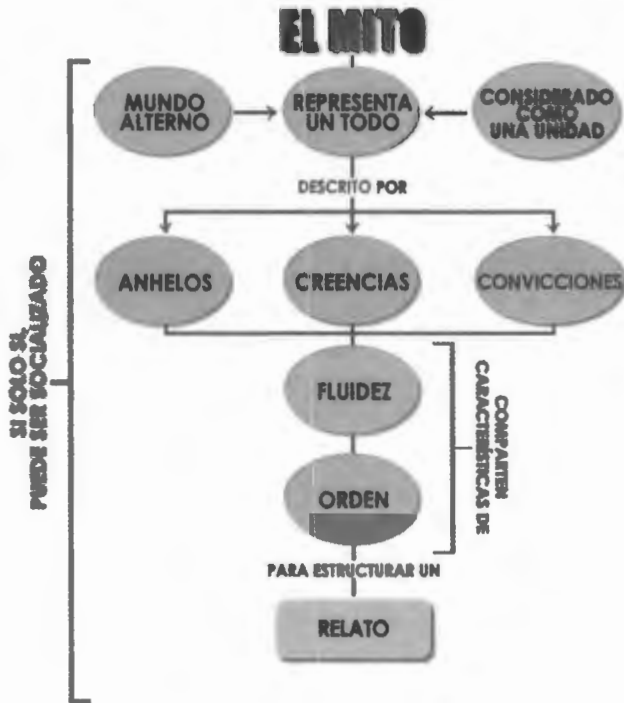 EL MITO
MUNDO
ALTERNO
REPRESENTA
UN TODO
CONSIDERADO
COMO
UNA UNIDAD
DESCRITO POR
ANHELOS
CREENCIAS
CONVICCIONES
SI SOLO SI,
PUEDE SER SOCIALIZADO
FLUIDEZ
ORDEN
COMPARTEN
CARACTERÍSTICAS DE
PARA ESTRUCTURAR UN
RELATO